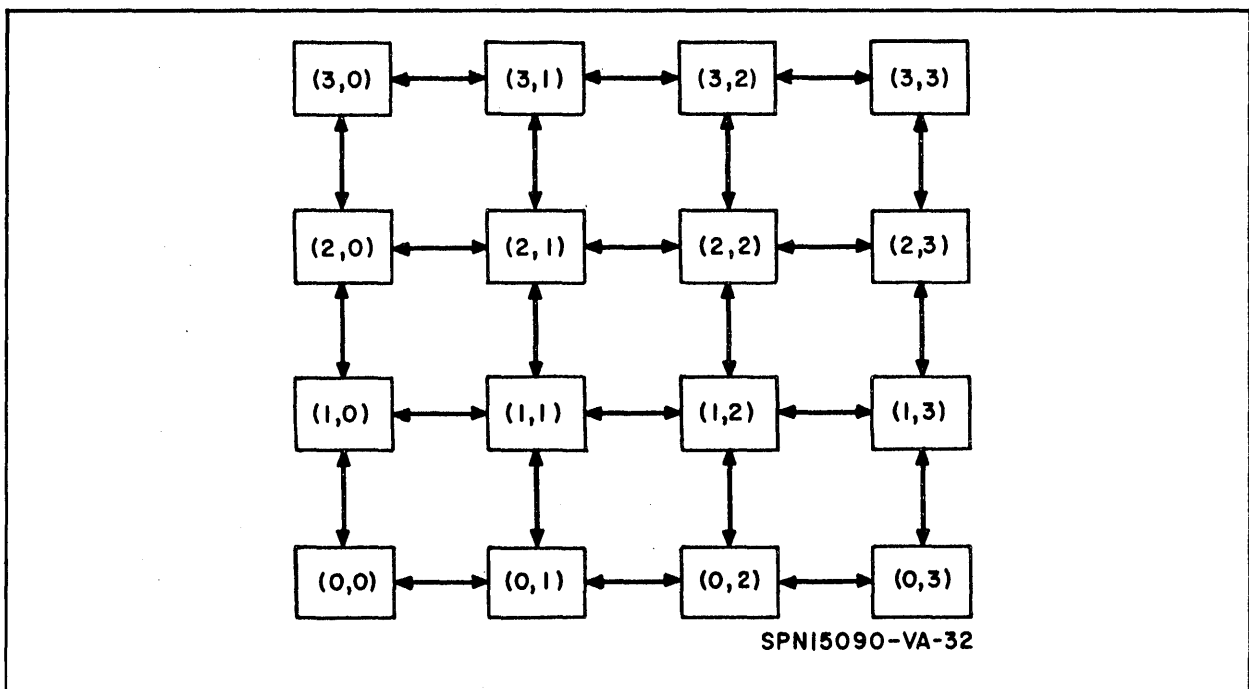 (3,0) (3,1) (3,2) (3,3)
(2,0) (2,1) (2,2) (2,3)
(1,0) (1,1) (1,2) (1,3)
(0,0) (0,1) (0,2) (0,3)
SPN15090-VA-32